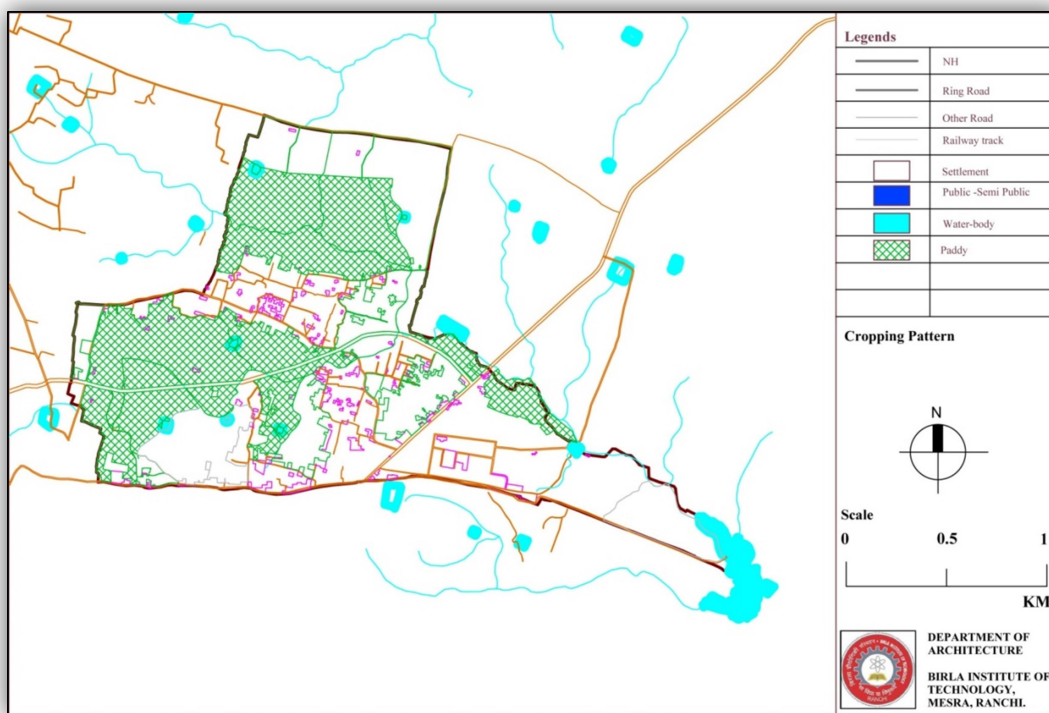 Legends
NH
Ring Road
Other Road
Railway track
Settlement
Public -Semi Public
Water-body
Paddy
Cropping Pattern
N
Scale
0 0.5 1
KM
DEPARTMENT OF
ARCHITECTURE
BIRLA INSTITUTE OF
TECHNOLOGY,
MESRA, RANCHI.
RANCHI